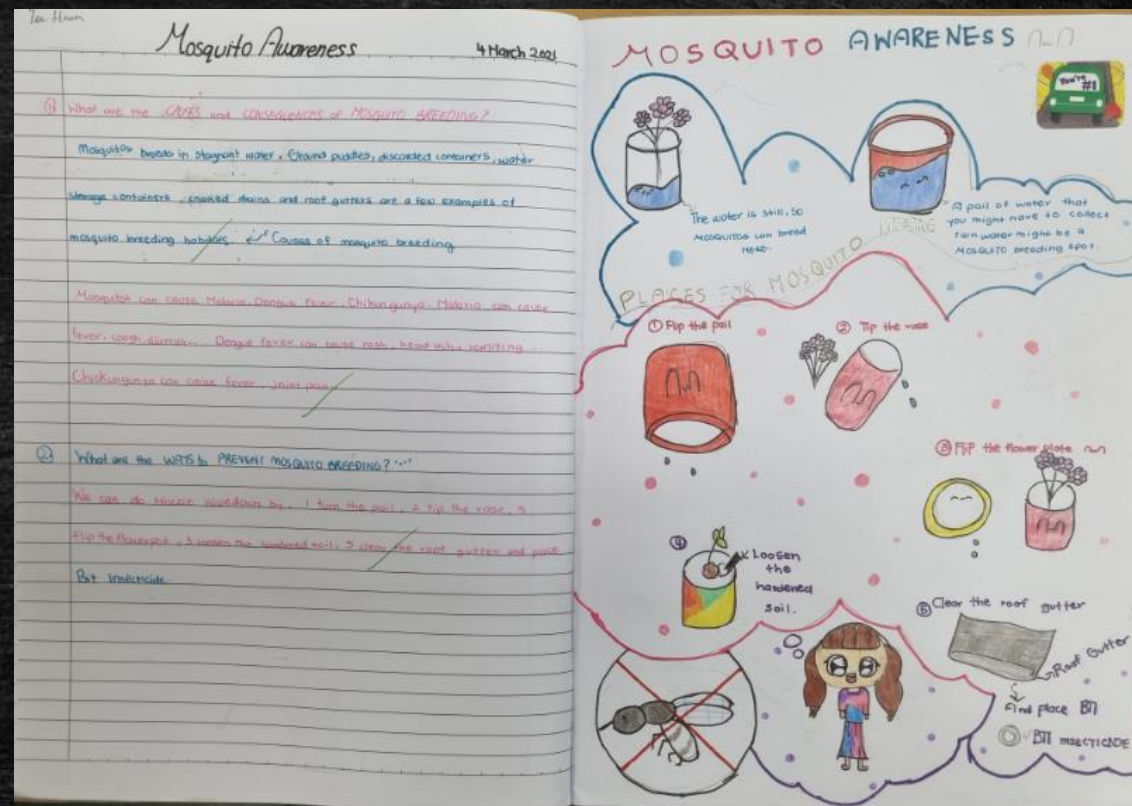 Mosquito Awareness
4 March 2021
① What are the CAUSES and CONSEQUENCES of MOSQUITO BREEDING?
Mosquitos breeds in stagnant water, Ground puddles, discarded containers, water
storage containers, choked drains and roof gutters are a few examples of
mosquito breeding habitats. Causes of mosquito breeding
Mosquitos can cause Malaria, Dengue fever, Chikungunya. Malaria can cause
fever, cough, Dengue fever can cause rash, head ache, vomiting
Chickungunya can cause fever, joint pain
② What are the WAYS to PREVENT MOSQUITO BREEDING?
We can do Mozzie wipedown by, 1 turn the pail, 2 tip the vase, 3
flip the flowerpot, 3 loosen the hardened soil, 5 clear the roof gutter and place
Bti Insecticide.
MOSQUITO AWARENESS
You're #1
The water is still, so
MOSQUITOS can breed
HERE.
A pail of water that
you might have to collect
rain water might be a
MOSQUITO breeding spot.
PLACES FOR MOSQUITO BREEDING
① Flip the pail
② Tip the vase
③ Flip the flower plate
④
Loosen
the
hardened
soil.
⑤ Clear the roof gutter
Roof Gutter
And place BTI
BTI INSECTICIDE